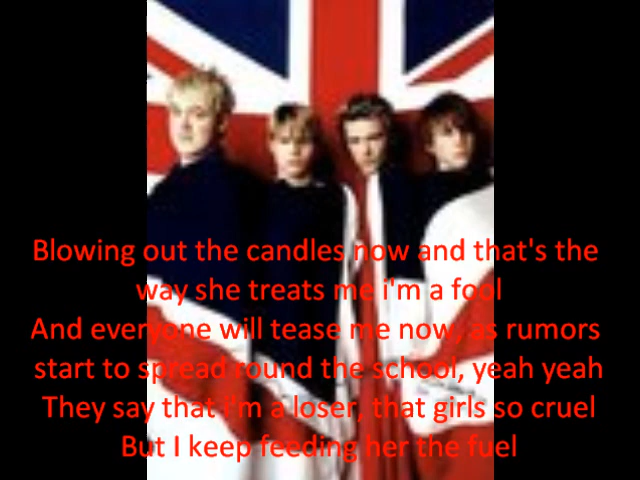 Blowing out the candles now and that's the
way she treats me i'm a fool
And everyone will tease me now, as rumors
start to spread round the school, yeah yeah
They say that i'm a loser, that girls so cruel
But I keep feeding her the fuel